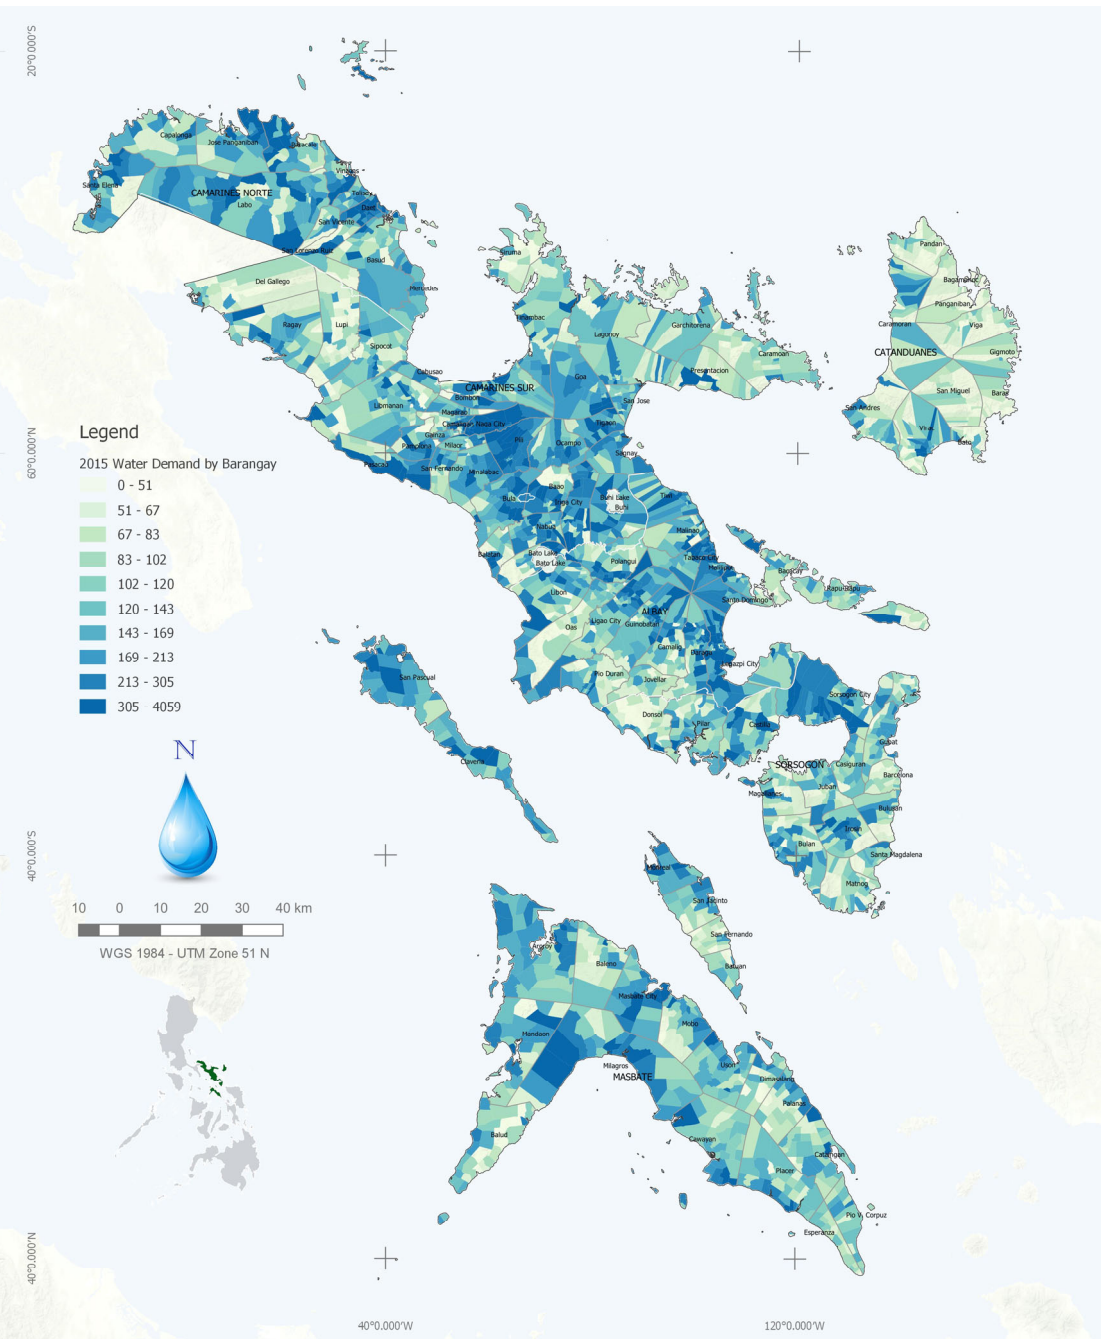 20°0.000'S
Capalonga
Jose Panganiban
Paracale
Vinzons
Santa Elena
CAMARINES NORTE
Talisay
Labo
Daet
San Vicente
San Lorenzo Ruiz
Basud
Mercedes
Del Gallego
Ragay
Lupi
Sipocot
Siruma
Tinambac
Lagonoy
Garchitorena
Caramoan
Presentacion
Pandan
Bagamanoc
Panganiban
Caramoran
Viga
CATANDUANES
Gigmoto
San Miguel
Baras
San Andres
Virac
Bato
Cabusao
CAMARINES SUR
Goa
Bombon
Libmanan
Magarao
San Jose
Canaligan
Naga City
Tigaon
Gainza
Pili
Ocampo
Pamplona
Milaor
Sagnay
Pasacao
San Fernando
Minalabac
Baao
Bula
Iriga City
Buhi Lake
Buhi
Tiwi
Nabua
Malinao
Balatan
Bato Lake
Bato Lake
Polangui
Tabaco City
Malilipot
Bacacay
Rapu-Rapu
Libon
Santo Domingo
ALBAY
Oas
Ligao City
Guinobatan
Camalig
Daraga
Legazpi City
Pio Duran
Jovellar
Donsol
Pilar
Castilla
Sorsogon City
Gubat
SORSOGON
Casiguran
Barcelona
Magallanes
Juban
Bulusan
Irosin
Bulan
Santa Magdalena
Matnog
San Pascual
Claveria
Monreal
San Jacinto
San Fernando
Batuan
Aroroy
Baleno
Masbate City
Mobo
Mandaon
Milagros
MASBATE
Uson
Dimasalang
Palanas
Balud
Cawayan
Cataingan
Placer
Pio V. Corpuz
Esperanza
60°0.000'N
Legend
2015 Water Demand by Barangay
0 - 51
51 - 67
67 - 83
83 - 102
102 - 120
120 - 143
143 - 169
169 - 213
213 - 305
305 4059
N
40°0.000'S
10 0 10 20 30 40 km
WGS 1984 - UTM Zone 51 N
40°0.000'N
40°0.000'W
120°0.000'W